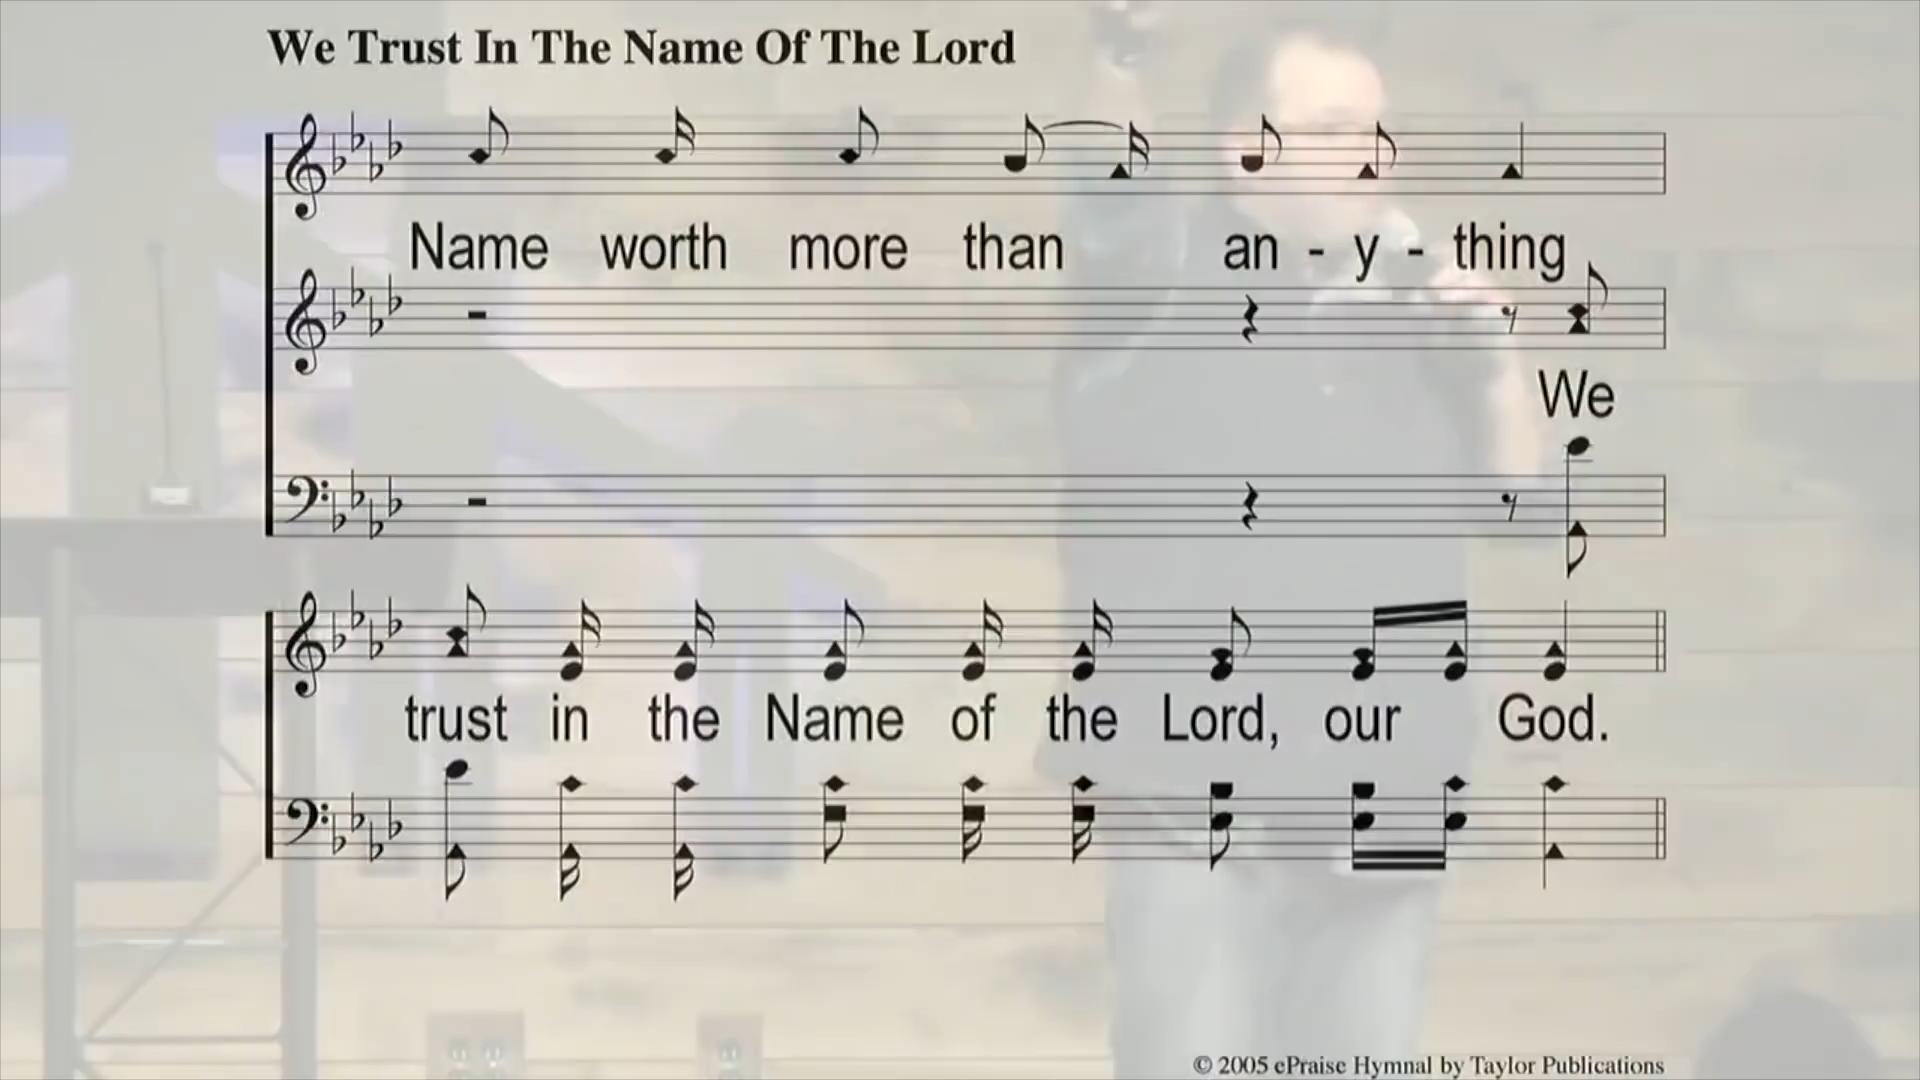 We Trust In The Name Of The Lord
Name worth more than an - y - thing
We
trust in the Name of the Lord, our God.
© 2005 ePraise Hymnal by Taylor Publications